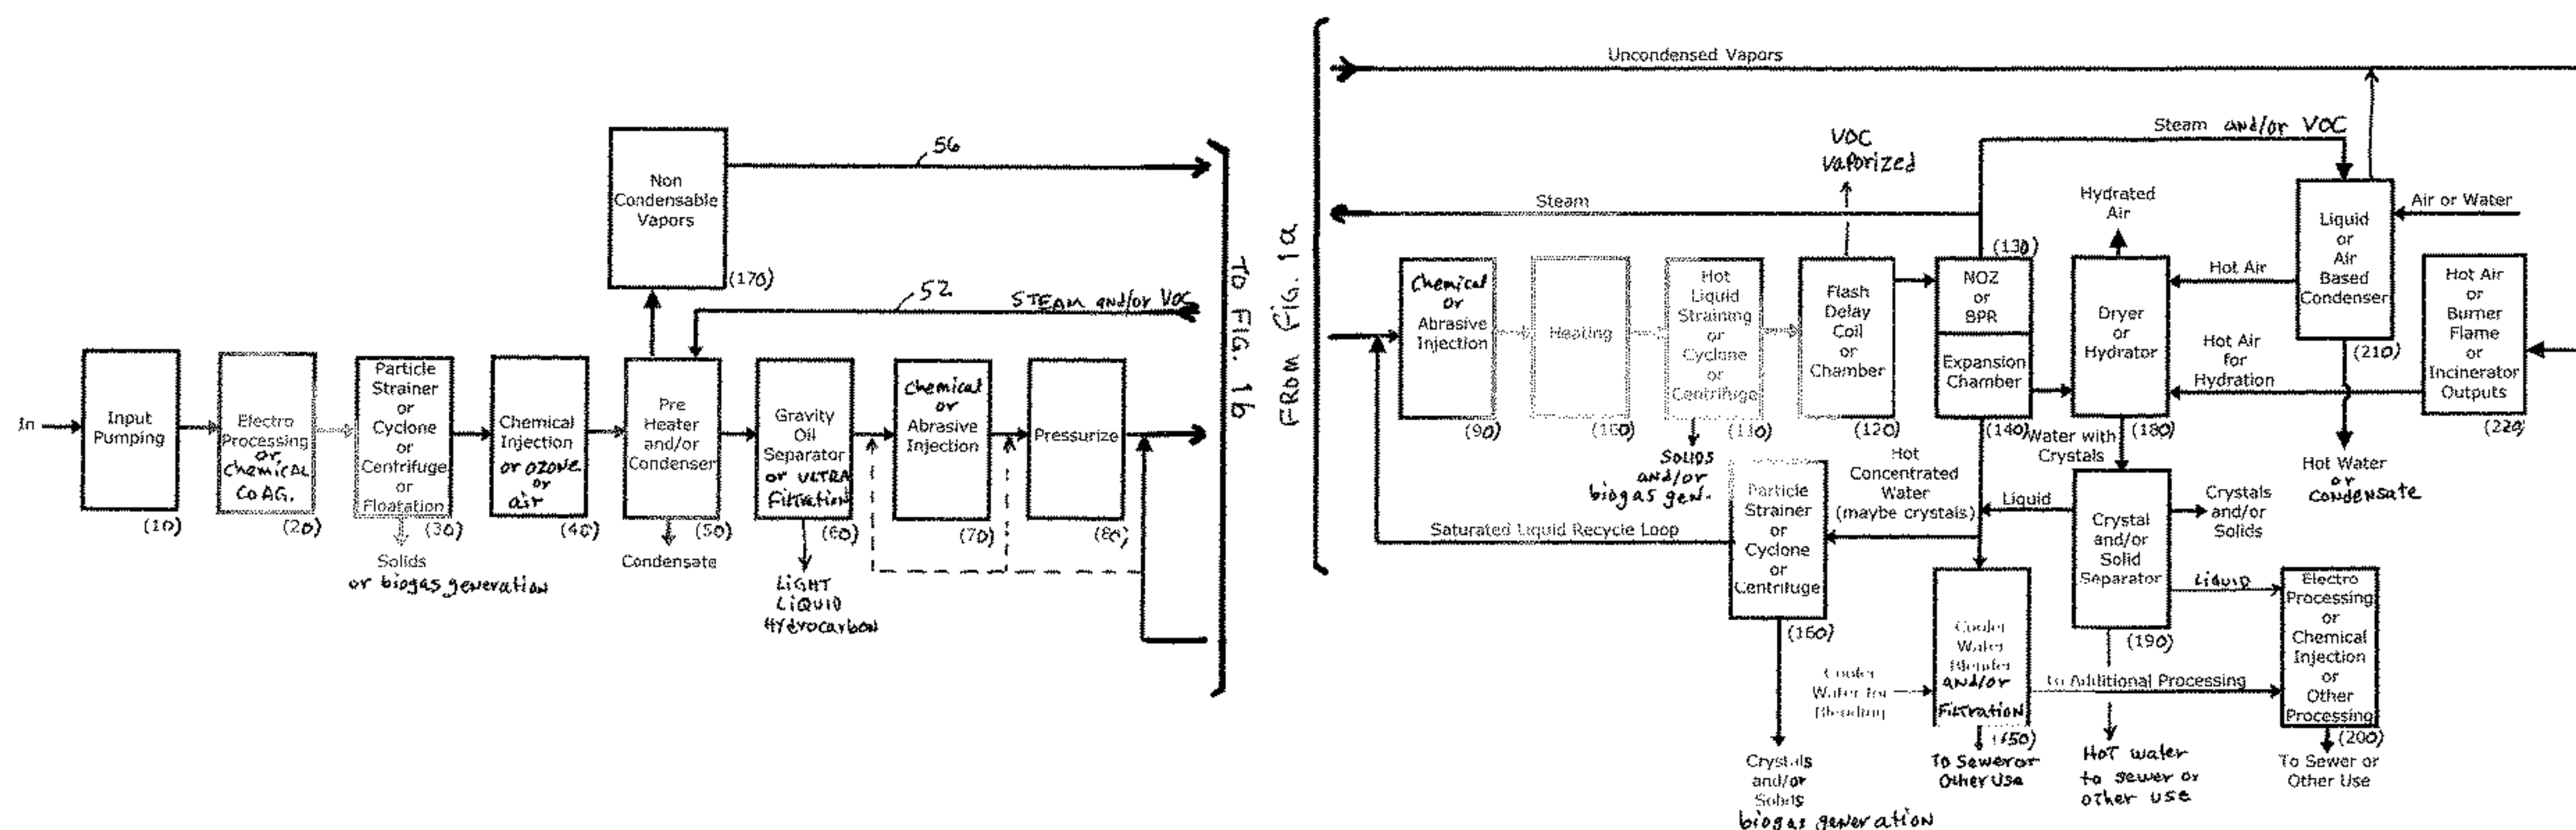 In
Input
Pumping
(10)
Electro
Processing
or
Chemical
COAG.
(20)
Particle
Strainer
or
Cyclone
or
Centrifuge
or
Floatation
(30)
Solids
or biogas generation
Chemical
Injection
or ozone
or
air
(40)
Non
Condensable
Vapors
(170)
56
52
STEAM and/or VOC
Pre
Heater
and/or
Condenser
(50)
Condensate
Gravity
Oil
Separator
or ULTRA
Filtration
(60)
LIGHT
LIQUID
Hydrocarbon
Chemical
or
Abrasive
Injection
(70)
Pressurize
(80)
TO FIG. 1b
FROM FIG. 1a
Uncondensed Vapors
Steam
Steam and/or VOC
VOC
vaporized
Chemical
or
Abrasive
Injection
(90)
Heating
(100)
Hot
Liquid
Straining
or
Cyclone
or
Centrifuge
(110)
Solids
and/or
biogas gen.
Flash
Delay
Coil
or
Chamber
(120)
(130)
NOZ
or
BPR
Expansion
Chamber
(140)
Hydrated
Air
Dryer
or
Hydrator
(180)
Water with
Crystals
Hot Air
Hot Air
for
Hydration
Liquid
or
Air
Based
Condenser
(210)
Air or Water
Hot Air
or
Burner
Flame
or
Incinerator
Outputs
(220)
Hot Water
or
condensate
Hot
Concentrated
Water
(maybe crystals)
Saturated Liquid Recycle Loop
Particle
Strainer
or
Cyclone
or
Centrifuge
(160)
Crystals
and/or
Solids
biogas generation
Cooler
Water for
Blending
Cooler
Water
Blender
and/or
Filtration
(150)
To Sewer or
Other Use
Liquid
Crystal
and/or
Solid
Separator
(190)
Crystals
and/or
Solids
Liquid
to Additional Processing
HOT water
to sewer or
other use
Electro
Processing
or
Chemical
Injection
or
Other
Processing
(200)
To Sewer or
Other Use